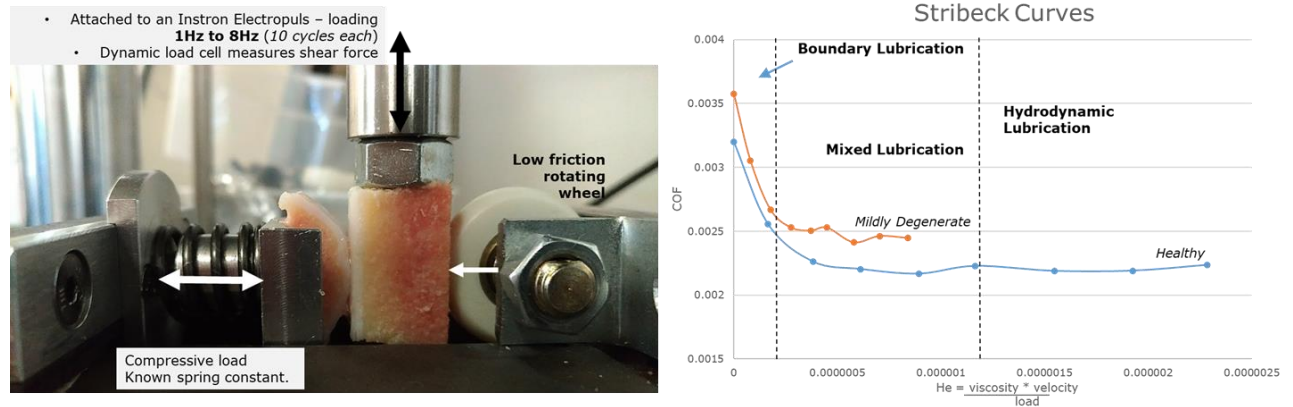 • Attached to an Instron Electropuls – loading
1Hz to 8Hz (10 cycles each)
• Dynamic load cell measures shear force
Low friction
rotating
wheel
Compressive load
Known spring constant.
Stribeck Curves
0.004
0.0035
0.003
0.0025
0.002
0.0015
COF
Boundary Lubrication
Hydrodynamic
Lubrication
Mixed Lubrication
Mildly Degenerate
Healthy
0
0.0000005
0.000001
0.0000015
0.000002
0.0000025
He = viscosity * velocity
load